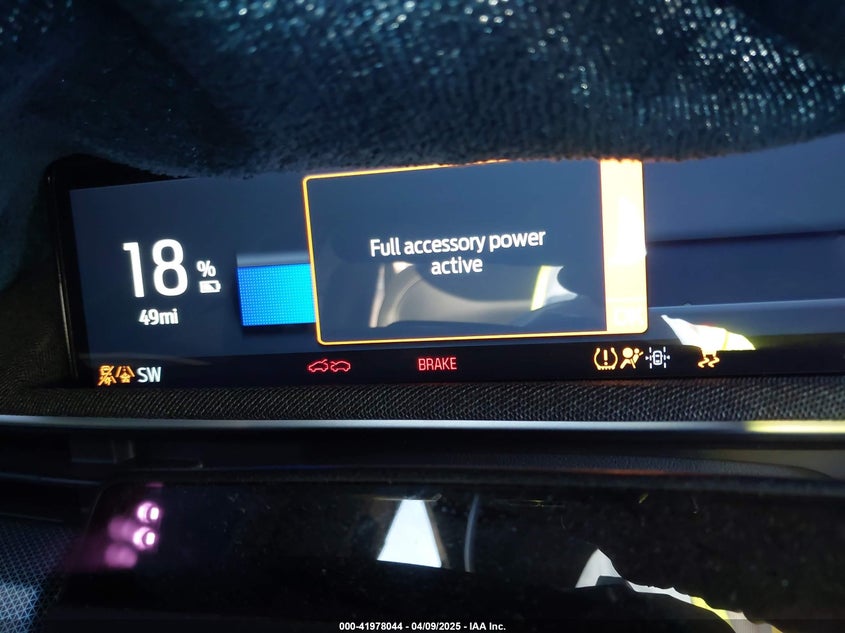 18 %
49mi
Full accessory power
active
SW
BRAKE
000-41978044 - 04/09/2025 - IAA Inc.